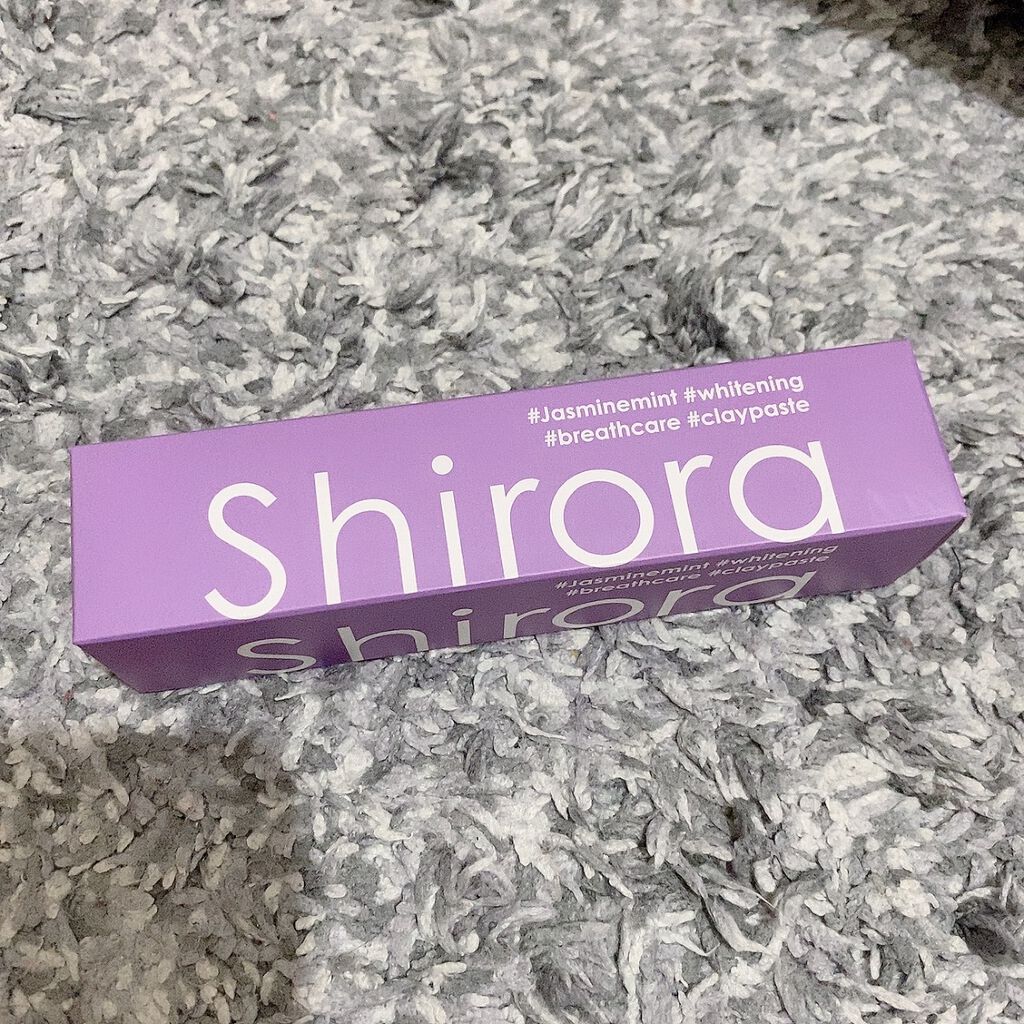 #Jasminemint #whitening
#breathcare #claypaste
Shirora
#Jasminemint #whitening
#breathcare #claypaste
Shirora